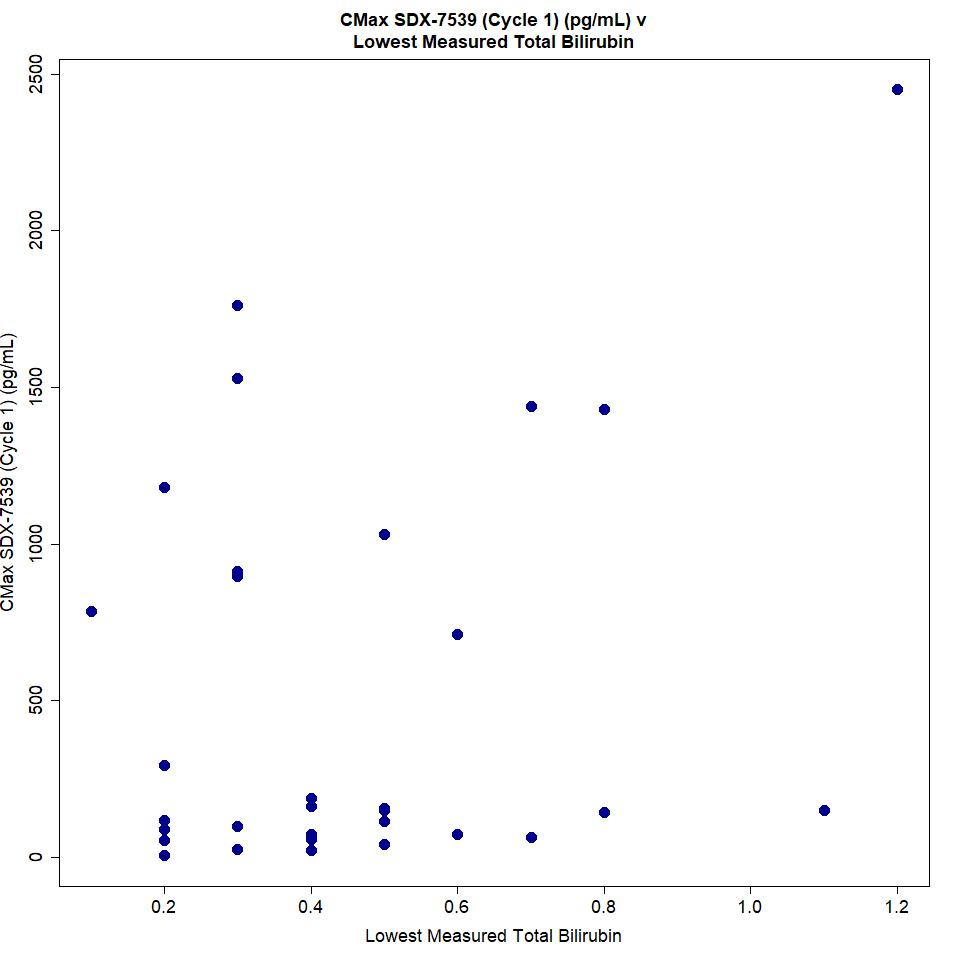 CMax SDX-7539 (Cycle 1) (pg/mL) v
Lowest Measured Total Bilirubin
2500
2000
1500
1000
500
0
CMax SDX-7539 (Cycle 1) (pg/mL)
0.2 0.4 0.6 0.8 1.0 1.2
Lowest Measured Total Bilirubin